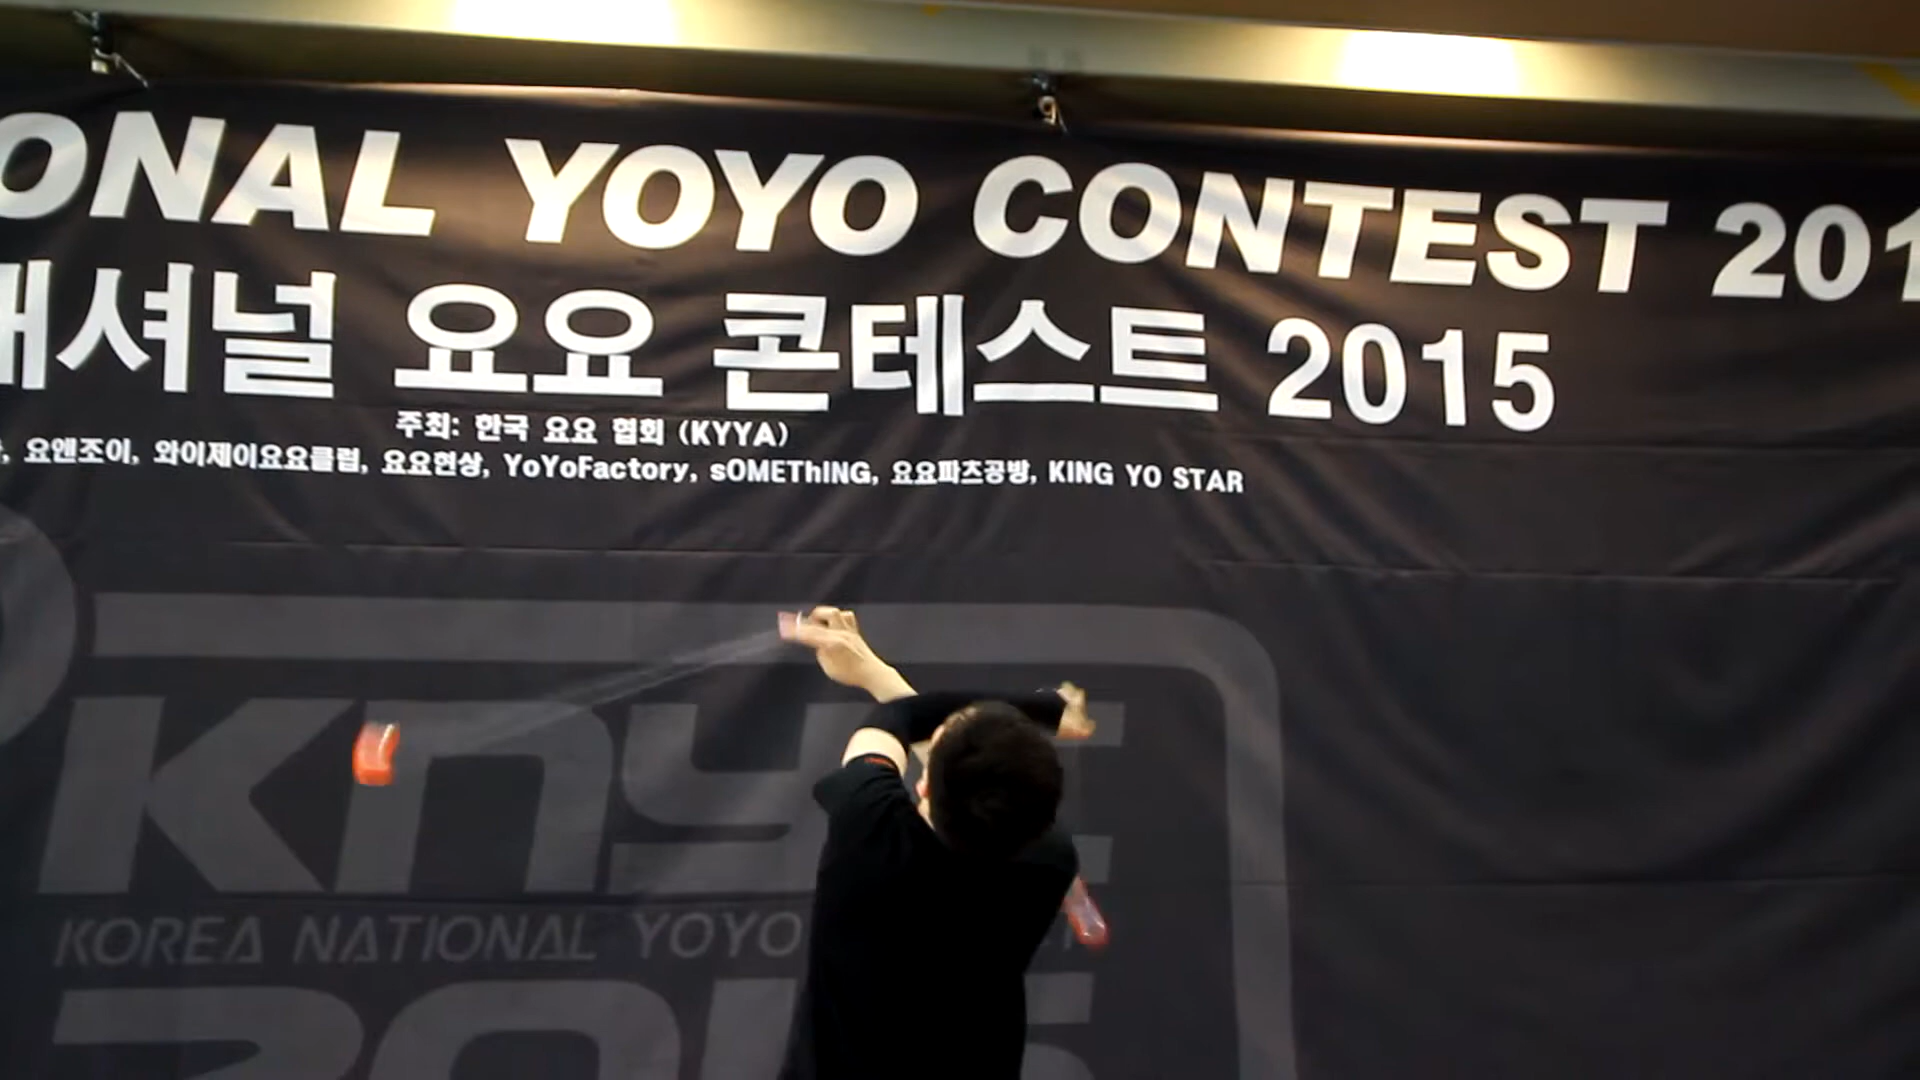 ONAL YOYO CONTEST 201
내셔널 요요 콘테스트 2015
주최: 한국 요요 협회 (KYYA)
요앤조이, 와이제이요요클럽, 요요현상, YoYoFactory, sOMEThING, 요요파츠공방, KING YO STAR
KNY
KOREA NATIONAL YOYO
2015